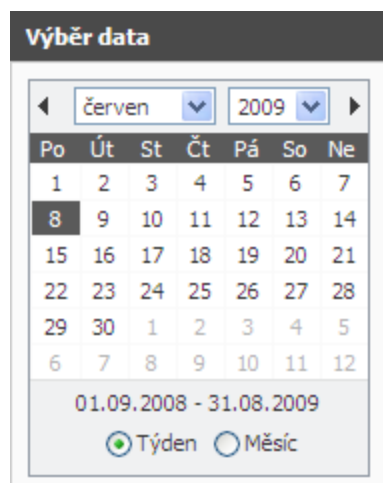 Výběr data
červen 2009
Po Út St Čt Pá So Ne
1 2 3 4 5 6 7
8 9 10 11 12 13 14
15 16 17 18 19 20 21
22 23 24 25 26 27 28
29 30 1 2 3 4 5
6 7 8 9 10 11 12
01.09.2008 - 31.08.2009
Týden Měsíc